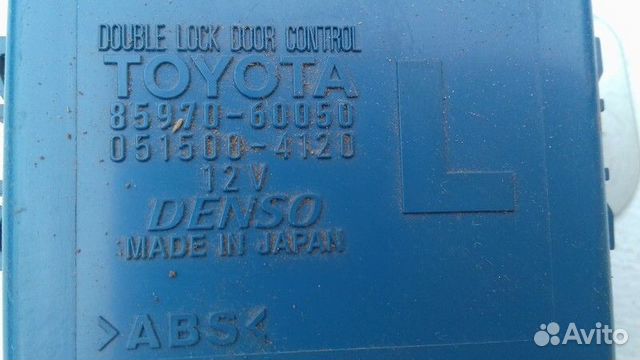 DOUBLE LOCK DOOR CONTROL
TOYOTA
85970-60050
051500-4120
12V
DENSO
MADE IN JAPAN
L
>ABS<
Avito